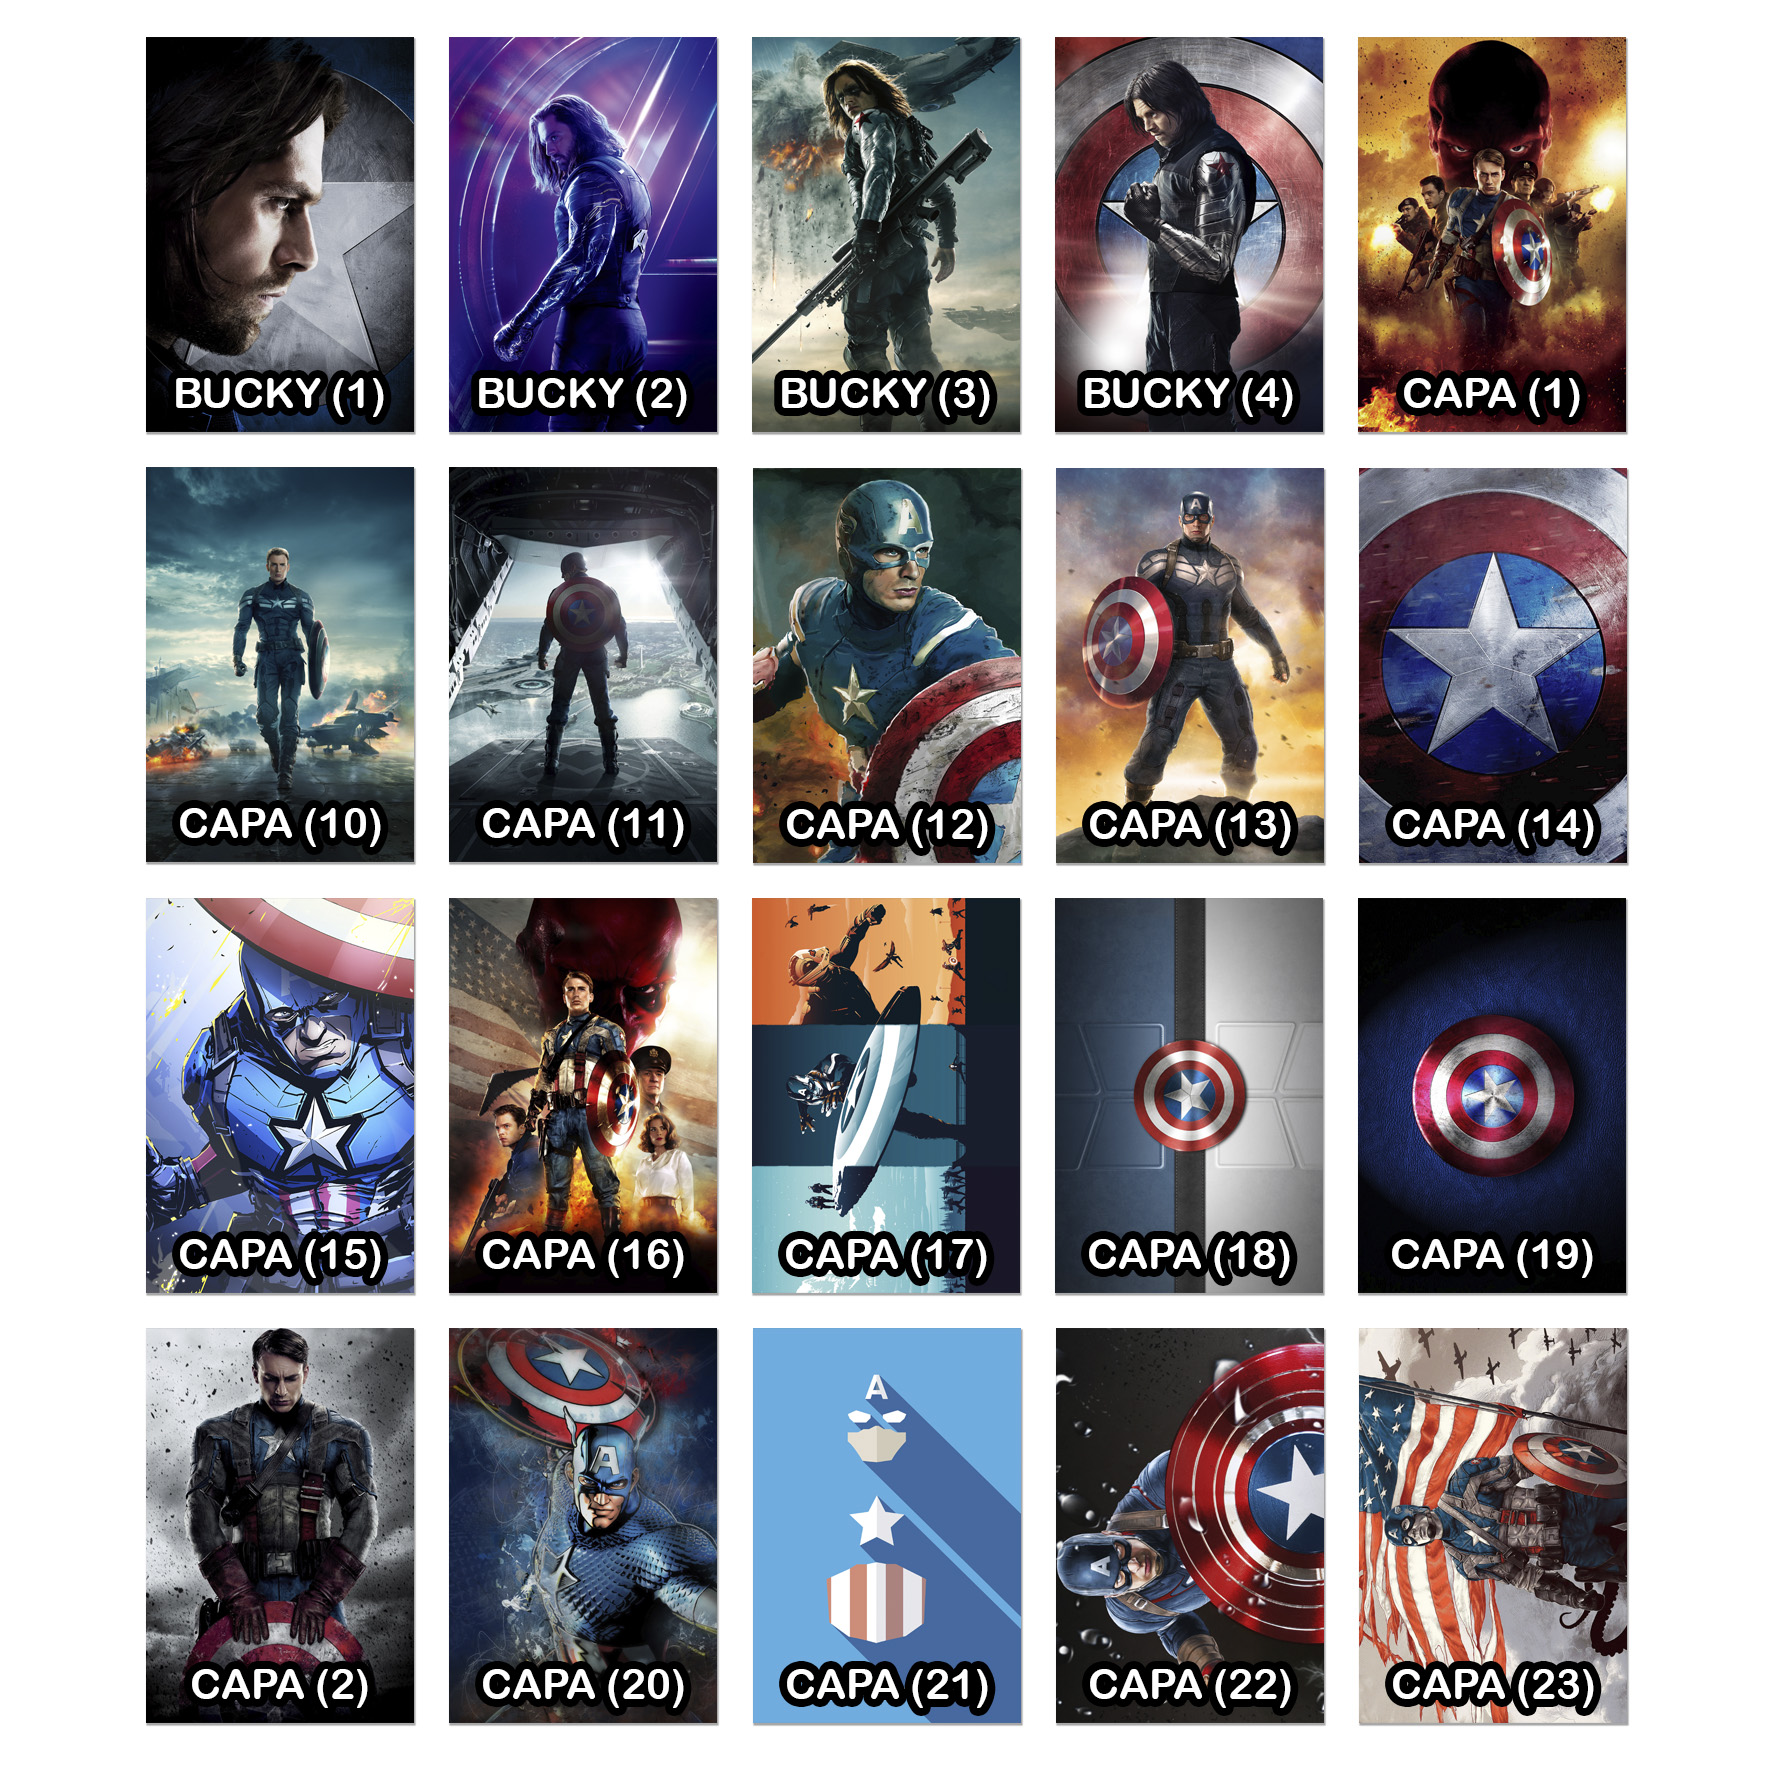 BUCKY (1)
BUCKY (2)
BUCKY (3)
BUCKY (4)
CAPA (1)
CAPA (10)
CAPA (11)
CAPA (12)
CAPA (13)
CAPA (14)
CAPA (15)
CAPA (16)
CAPA (17)
CAPA (18)
CAPA (19)
CAPA (2)
A
CAPA (20)
A
CAPA (21)
A
CAPA (22)
CAPA (23)